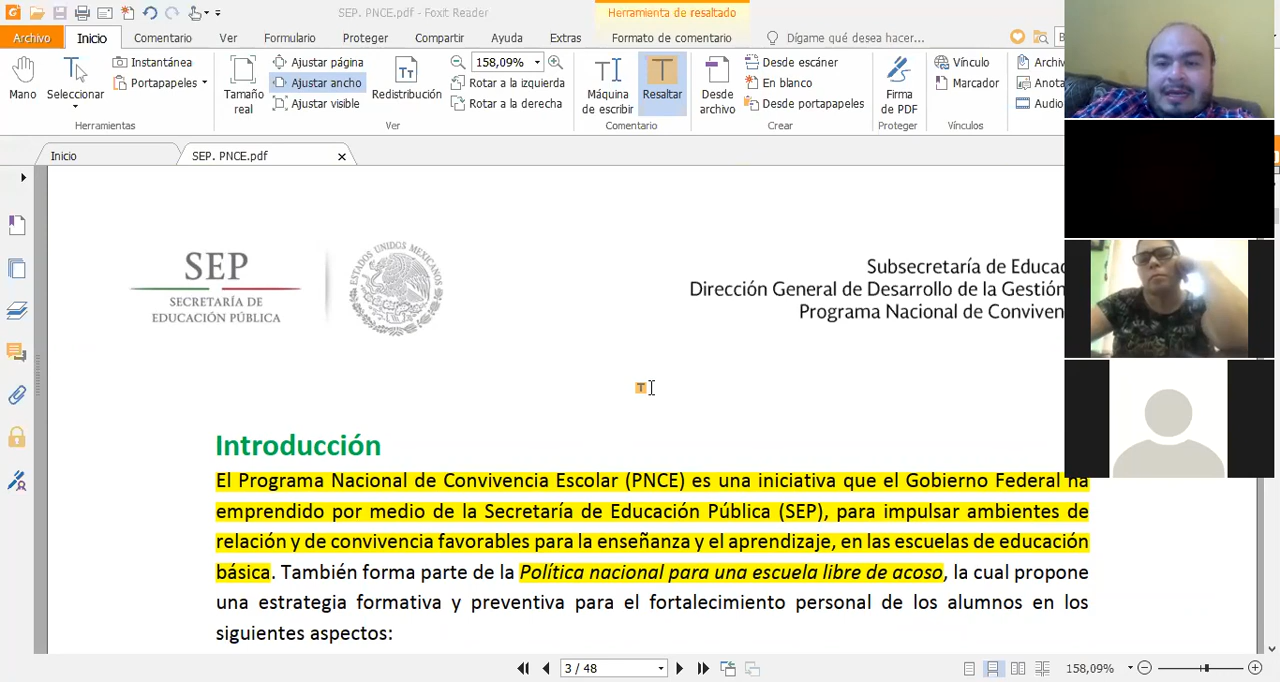 SEP. PNCE.pdf - Foxit Reader
Herramienta de resaltado
Archivo
Inicio
Comentario
Ver
Formulario
Proteger
Compartir
Ayuda
Extras
Formato de comentario
Dígame qué desea hacer...
Mano
Seleccionar
Instantánea
Portapapeles
Herramientas
Tamaño real
Ajustar página
Ajustar ancho
Ajustar visible
Redistribución
158,09%
Rotar a la izquierda
Rotar a la derecha
Ver
Máquina de escribir
Resaltar
Comentario
Desde archivo
Desde escáner
En blanco
Desde portapapeles
Crear
Firma de PDF
Proteger
Vínculo
Marcador
Vínculos
Archiv
Anota
Audio
Inicio
SEP. PNCE.pdf
SEP
SECRETARÍA DE
EDUCACIÓN PÚBLICA
ESTADOS UNIDOS MEXICANOS
Subsecretaría de Educac
Dirección General de Desarrollo de la Gestión
Programa Nacional de Conviven
Introducción
El Programa Nacional de Convivencia Escolar (PNCE) es una iniciativa que el Gobierno Federal ha
emprendido por medio de la Secretaría de Educación Pública (SEP), para impulsar ambientes de
relación y de convivencia favorables para la enseñanza y el aprendizaje, en las escuelas de educación
básica. También forma parte de la Política nacional para una escuela libre de acoso, la cual propone
una estrategia formativa y preventiva para el fortalecimiento personal de los alumnos en los
siguientes aspectos:
3 / 48
158,09%